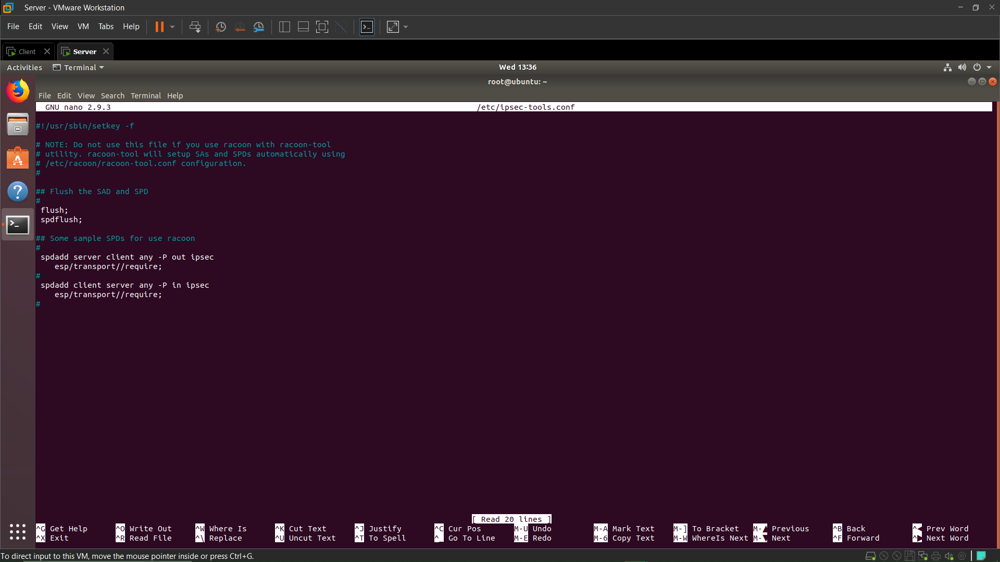 Server - VMware Workstation
File Edit View VM Tabs Help
Client Server
Activities Terminal Wed 13:36
root@ubuntu: ~
File Edit View Search Terminal Help
GNU nano 2.9.3 /etc/ipsec-tools.conf
#!/usr/sbin/setkey -f
# NOTE: Do not use this file if you use racoon with racoon-tool
# utility. racoon-tool will setup SAs and SPDs automatically using
# /etc/racoon/racoon-tool.conf configuration.
#
## Flush the SAD and SPD
#
flush;
spdflush;
## Some sample SPDs for use racoon
#
spdadd server client any -P out ipsec
esp/transport//require;
#
spdadd client server any -P in ipsec
esp/transport//require;
#
[ Read 20 lines ]
^G Get Help ^O Write Out ^W Where Is ^K Cut Text ^J Justify ^C Cur Pos M-U Undo M-A Mark Text M-] To Bracket M-▲ Previous ^B Back ^◀ Prev Word
^X Exit ^R Read File ^\ Replace ^U Uncut Text ^T To Spell ^_ Go To Line M-E Redo M-6 Copy Text M-W WhereIs Next M-▼ Next ^F Forward ^▶ Next Word
To direct input to this VM, move the mouse pointer inside or press Ctrl+G.